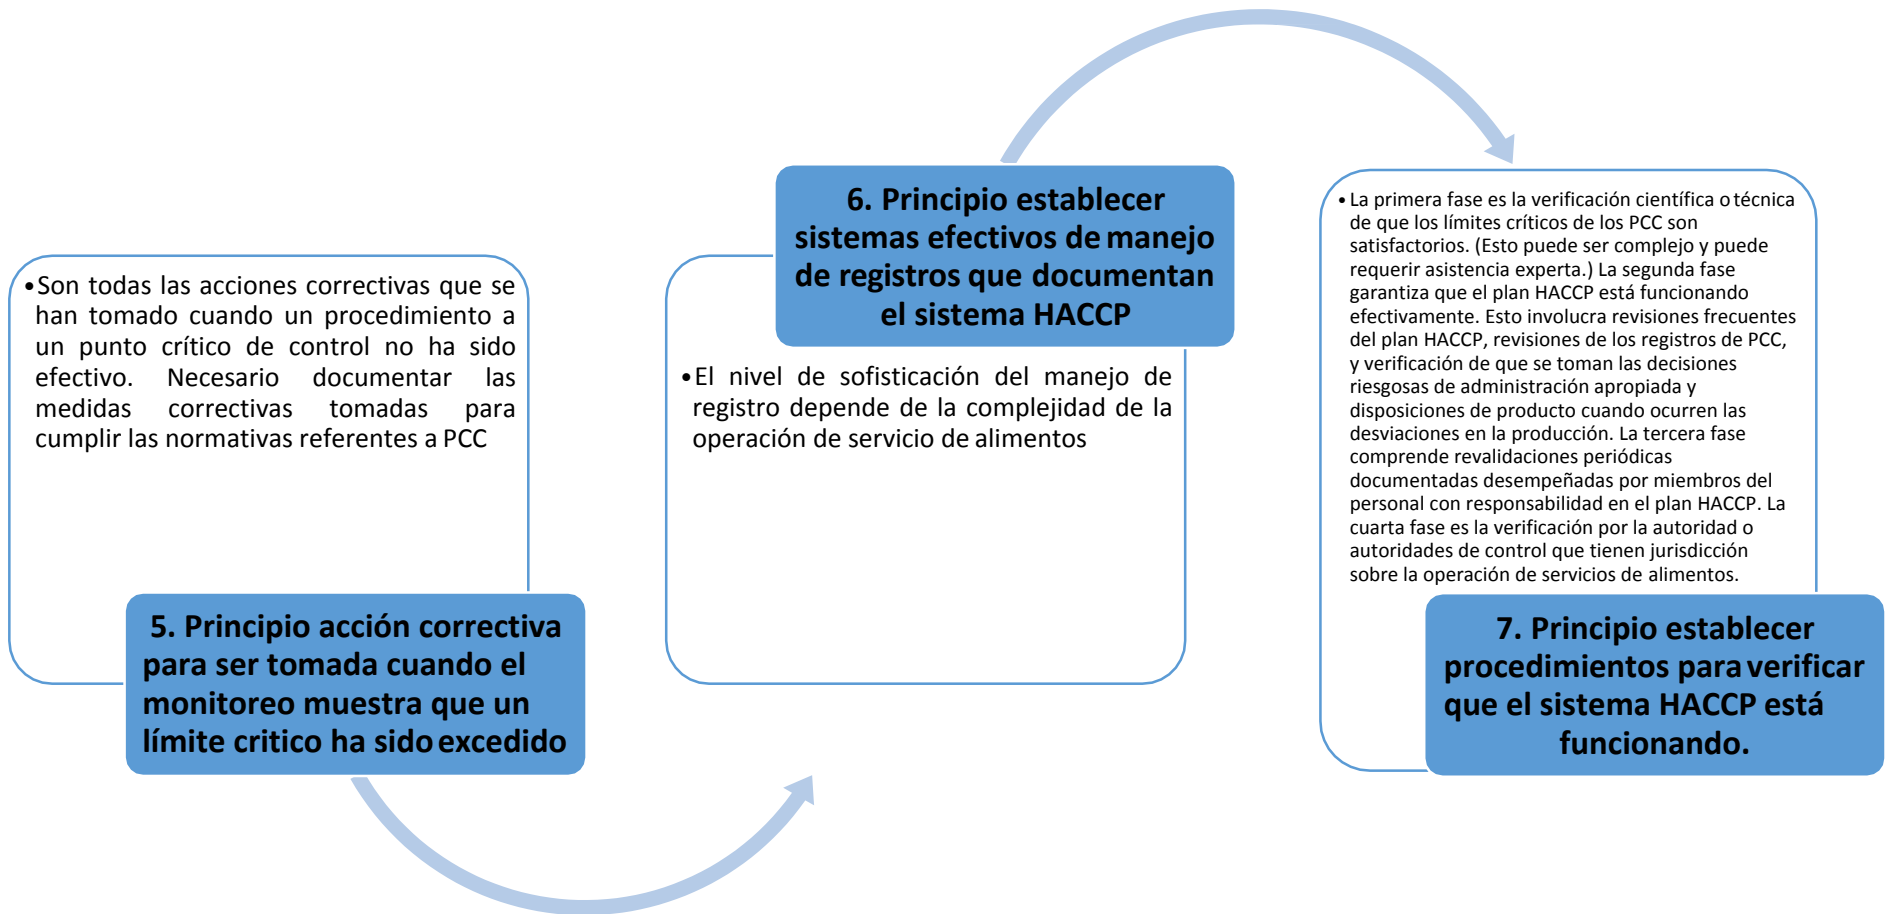 •Son todas las acciones correctivas que se
han tomado cuando un procedimiento a
un punto crítico de control no ha sido
efectivo. Necesario documentar las
medidas correctivas tomadas para
cumplir las normativas referentes a PCC
5. Principio acción correctiva
para ser tomada cuando el
monitoreo muestra que un
límite critico ha sido excedido
6. Principio establecer
sistemas efectivos de manejo
de registros que documentan
el sistema HACCP
•El nivel de sofisticación del manejo de
registro depende de la complejidad de la
operación de servicio de alimentos
•La primera fase es la verificación científica o técnica
de que los límites críticos de los PCC son
satisfactorios. (Esto puede ser complejo y puede
requerir asistencia experta.) La segunda fase
garantiza que el plan HACCP está funcionando
efectivamente. Esto involucra revisiones frecuentes
del plan HACCP, revisiones de los registros de PCC,
y verificación de que se toman las decisiones
riesgosas de administración apropiada y
disposiciones de producto cuando ocurren las
desviaciones en la producción. La tercera fase
comprende revalidaciones periódicas
documentadas desempeñadas por miembros del
personal con responsabilidad en el plan HACCP. La
cuarta fase es la verificación por la autoridad o
autoridades de control que tienen jurisdicción
sobre la operación de servicios de alimentos.
7. Principio establecer
procedimientos para verificar
que el sistema HACCP está
funcionando.